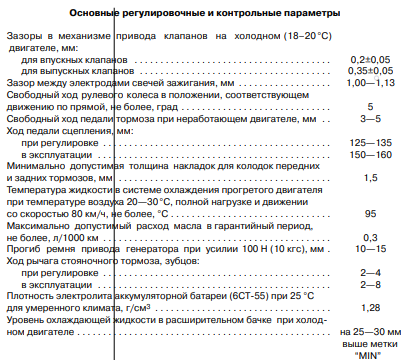 Основные регулировочные и контрольные параметры
Зазоры в механизме привода клапанов на холодном (18–20°С)
двигателе, мм:
для впускных клапанов . . . . . . . . . . . . . . . . . . . . . . . . . . . . . . 0,2±0,05
для выпускных клапанов . . . . . . . . . . . . . . . . . . . . . . . . . . . . . 0,35±0,05
Зазор между электродами свечей зажигания, мм . . . . . . . . . . . . . . 1,00—1,13
Свободный ход рулевого колеса в положении, соответствующем
движению по прямой, не более, град . . . . . . . . . . . . . . . . . . . . . . 5
Свободный ход педали тормоза при неработающем двигателе, мм . . 3—5
Ход педали сцепления, мм:
при регулировке . . . . . . . . . . . . . . . . . . . . . . . . . . . . . . . . . . 125—135
в эксплуатации . . . . . . . . . . . . . . . . . . . . . . . . . . . . . . . . . . . 150—160
Минимально допустимая толщина накладок для колодок передних
и задних тормозов, мм . . . . . . . . . . . . . . . . . . . . . . . . . . . . . . . 1,5
Температура жидкости в системе охлаждения прогретого двигателя
при температуре воздуха 20—30°С, полной нагрузке и движении
со скоростью 80 км/ч, не более, °С . . . . . . . . . . . . . . . . . . . . . . . 95
Максимально допустимый расход масла в гарантийный период,
не более, л/1000 км . . . . . . . . . . . . . . . . . . . . . . . . . . . . . . . . . 0,3
Прогиб ремня привода генератора при усилии 100 Н (10 кгс), мм . 10—15
Ход рычага стояночного тормоза, зубцов:
при регулировке . . . . . . . . . . . . . . . . . . . . . . . . . . . . . . . . . . 2—4
в эксплуатации . . . . . . . . . . . . . . . . . . . . . . . . . . . . . . . . . . . 2—8
Плотность электролита аккумуляторной батареи (6СТ-55) при 25 °С
для умеренного климата, г/см³ . . . . . . . . . . . . . . . . . . . . . . . . . . 1,28
Уровень охлаждающей жидкости в расширительном бачке при холод-
ном двигателе . . . . . . . . . . . . . . . . . . . . . . . . . . . . . . . . . . . . . на 25—30 мм
выше метки
"MIN"